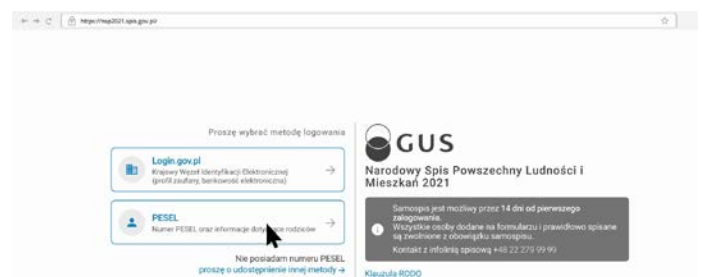 https://nsp2021.spis.gov.pl/
Proszę wybrać metodę logowania
Login.gov.pl
Krajowy Węzeł Identyfikacji Elektronicznej
(profil zaufany, bankowość elektroniczna)
PESEL
Numer PESEL oraz informacje dotyczące rodziców
Nie posiadam numeru PESEL
proszę o udostępnienie innej metody →
GUS
Narodowy Spis Powszechny Ludności i
Mieszkań 2021
Samospis jest możliwy przez 14 dni od pierwszego
zalogowania.
Wszystkie osoby dodane na formularzu i prawidłowo spisane
są zwolnione z obowiązku samospisu.
Kontakt z infolinią spisową +48 22 279 99 99
Klauzula RODO